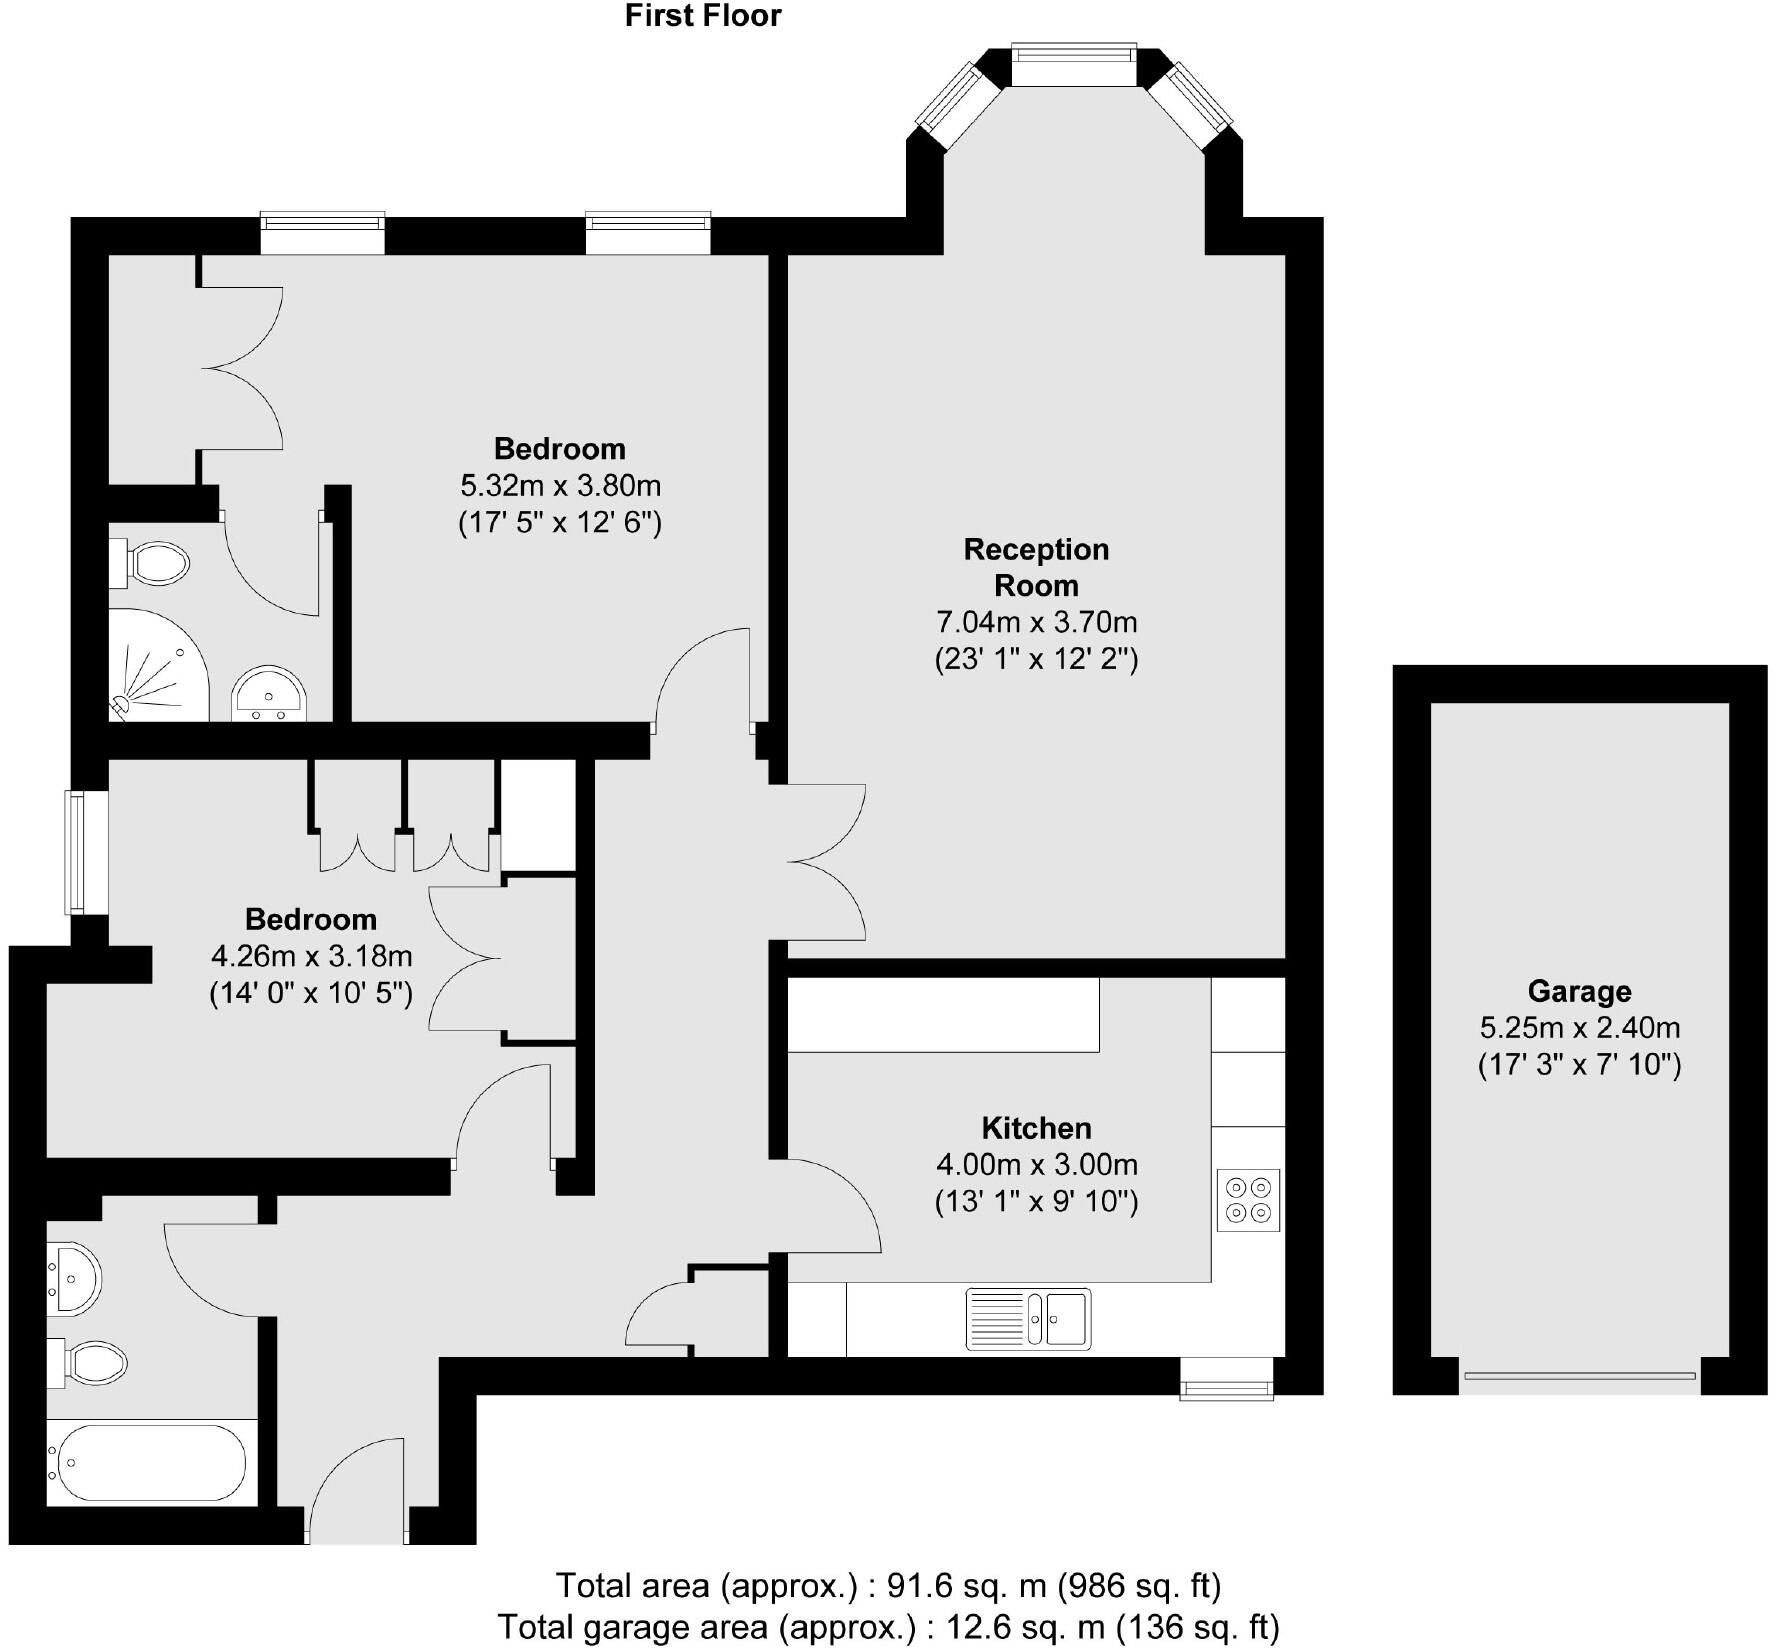 First Floor
Bedroom
5.32m x 3.80m
(17' 5" x 12' 6")
Reception
Room
7.04m x 3.70m
(23' 1" x 12' 2")
Bedroom
4.26m x 3.18m
(14' 0" x 10' 5")
Garage
5.25m x 2.40m
(17' 3" x 7' 10")
Kitchen
4.00m x 3.00m
(13' 1" x 9' 10")
Total area (approx.) : 91.6 sq. m (986 sq. ft)
Total garage area (approx.) : 12.6 sq. m (136 sq. ft)